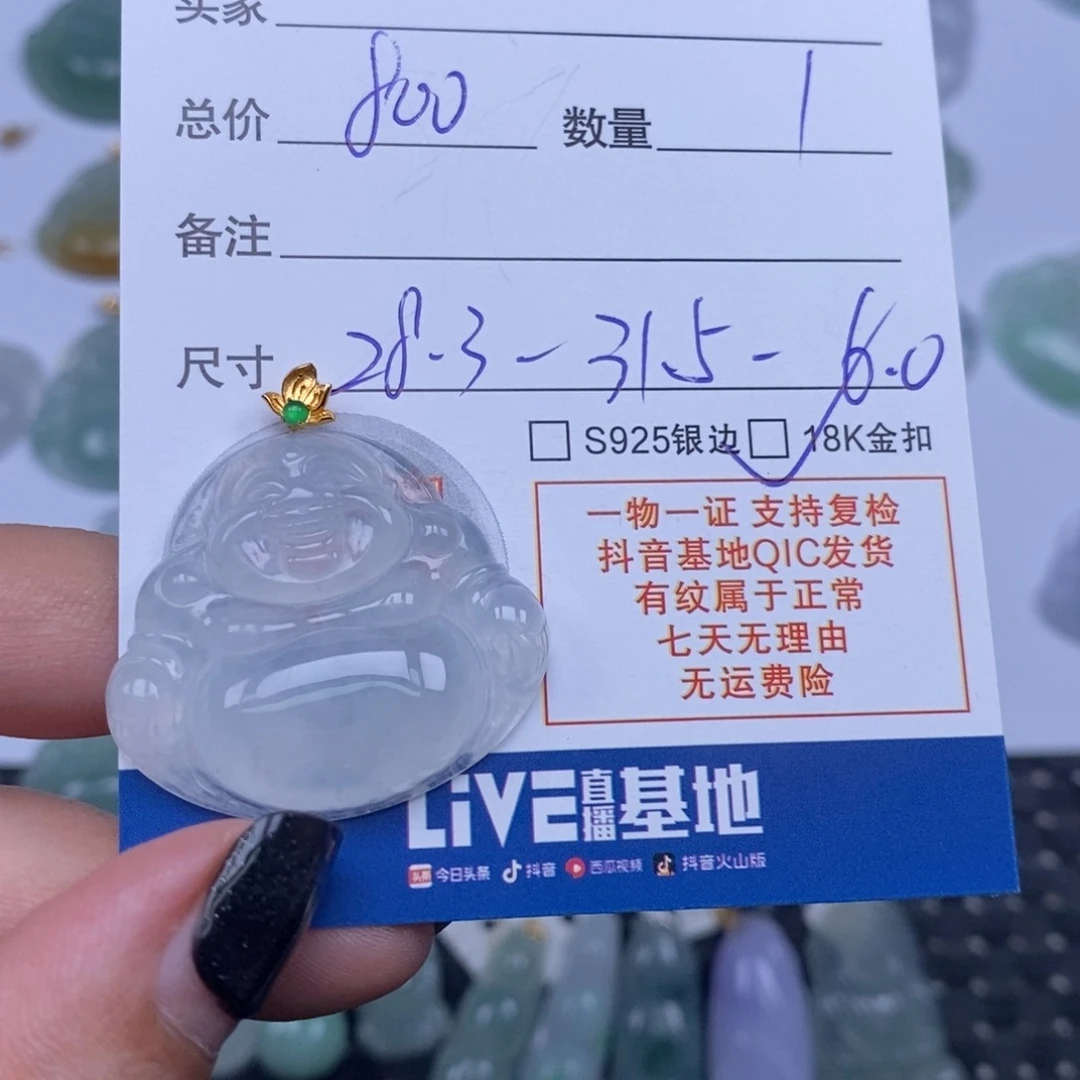 买家
总价 800 数量 1
备注
尺寸 28.3-31.5-6.0
S925银边 18K金扣
一物一证 支持复检
抖音基地QIC发货
有纹属于正常
七天无理由
无运费险
LiVE直播基地
头条 今日头条 抖音 西瓜视频 抖音火山版